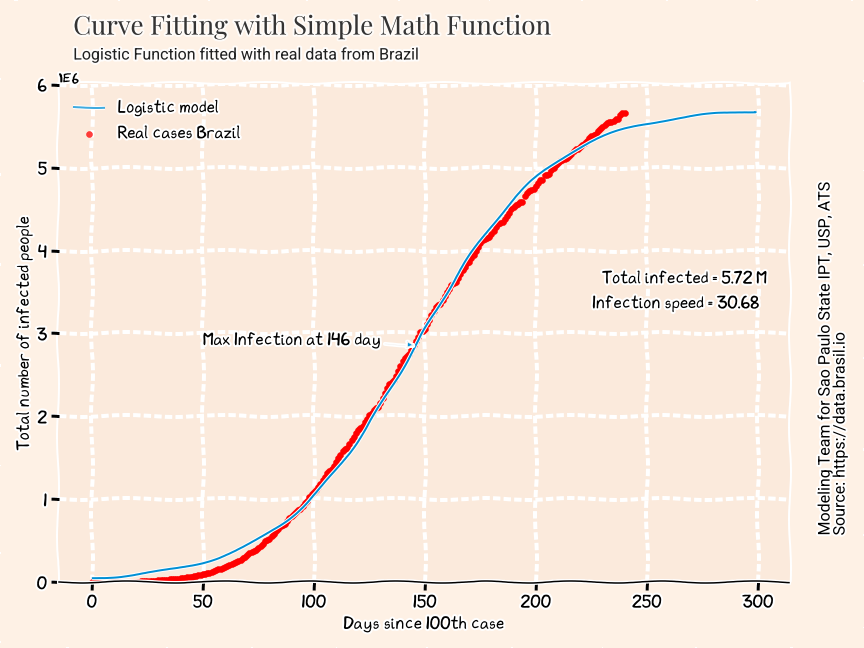 Curve Fitting with Simple Math Function
Logistic Function fitted with real data from Brazil
1E6
6
5
4
3
2
1
0
Total number of infected people
Logistic model
Real cases Brazil
Total infected = 5.72 M
Infection speed = 30.68
Max Infection at 146 day
0 50 100 150 200 250 300
Days since 100th case
Modeling Team for Sao Paulo State IPT, USP, ATS
Source: https://data.brasil.io